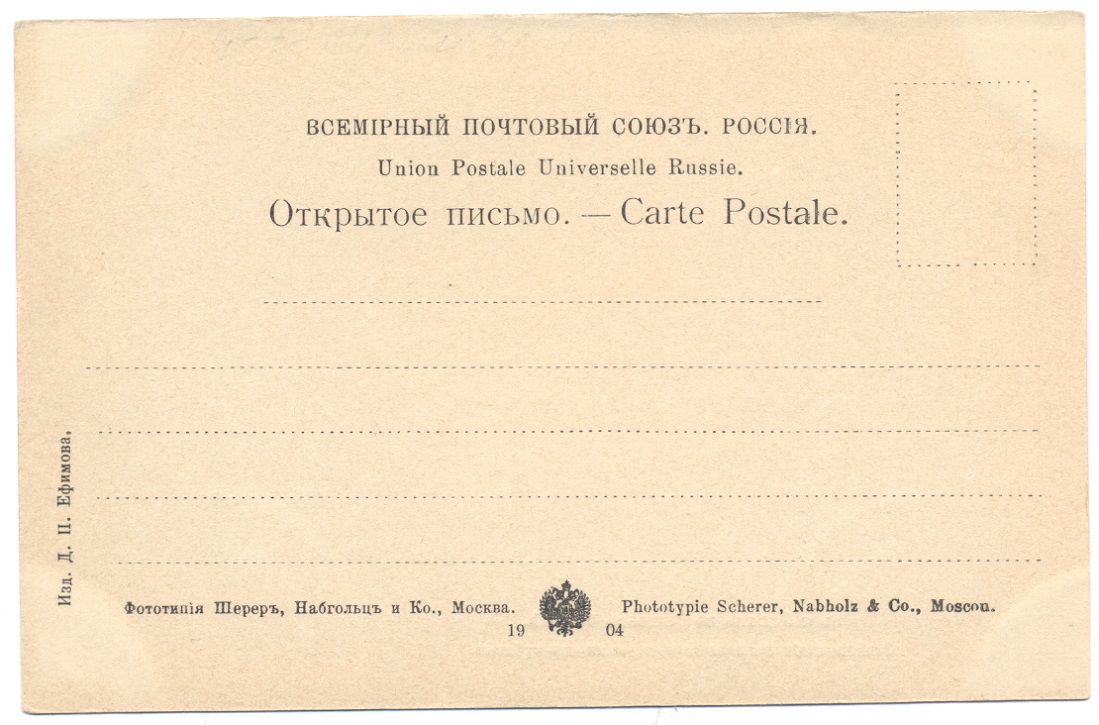 ВСЕМІРНЫЙ ПОЧТОВЫЙ СОЮЗЪ. РОССІЯ.
Union Postale Universelle Russie.
Открытое письмо. — Carte Postale.
Изд. Д. П. Ефимова,
Фототипія Шереръ, Набгольцъ и Ко., Москва.
Phototypie Scherer, Nabholz & Co., Moscou.
19 04